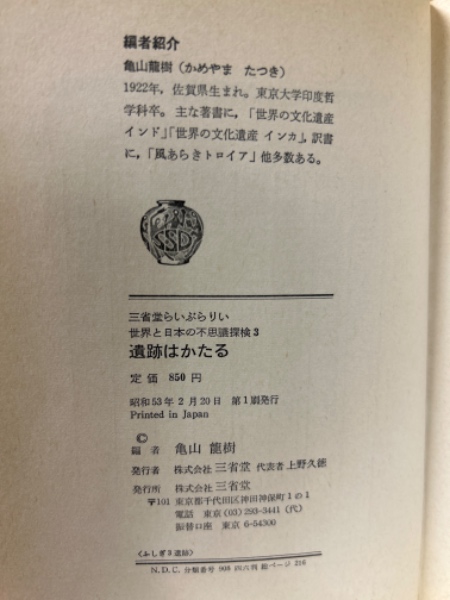 編者紹介
亀山龍樹(かめやま たつき)
1922年,佐賀県生まれ。東京大学印度哲
学科卒。主な著書に,「世界の文化遺産
インド」「世界の文化遺産 インカ」,訳書
に,「風あらきトロイア」他多数ある。
SSD
三省堂らいぶらりい
世界と日本の不思議探検3
遺跡はかたる
定価 850円
昭和53年2月20日 第1刷発行
Printed in Japan
©
編 者 亀山 龍樹
発行者 株式会社 三省堂 代表者 上野久徳
発行所 株式会社 三省堂
〒101 東京都千代田区神田神保町1の1
電話 東京(03)293-3441(代)
振替口座 東京 6-54300
〈ふしぎ3遺跡〉
N.D.C. 分類番号 908 四六判 総ページ 216